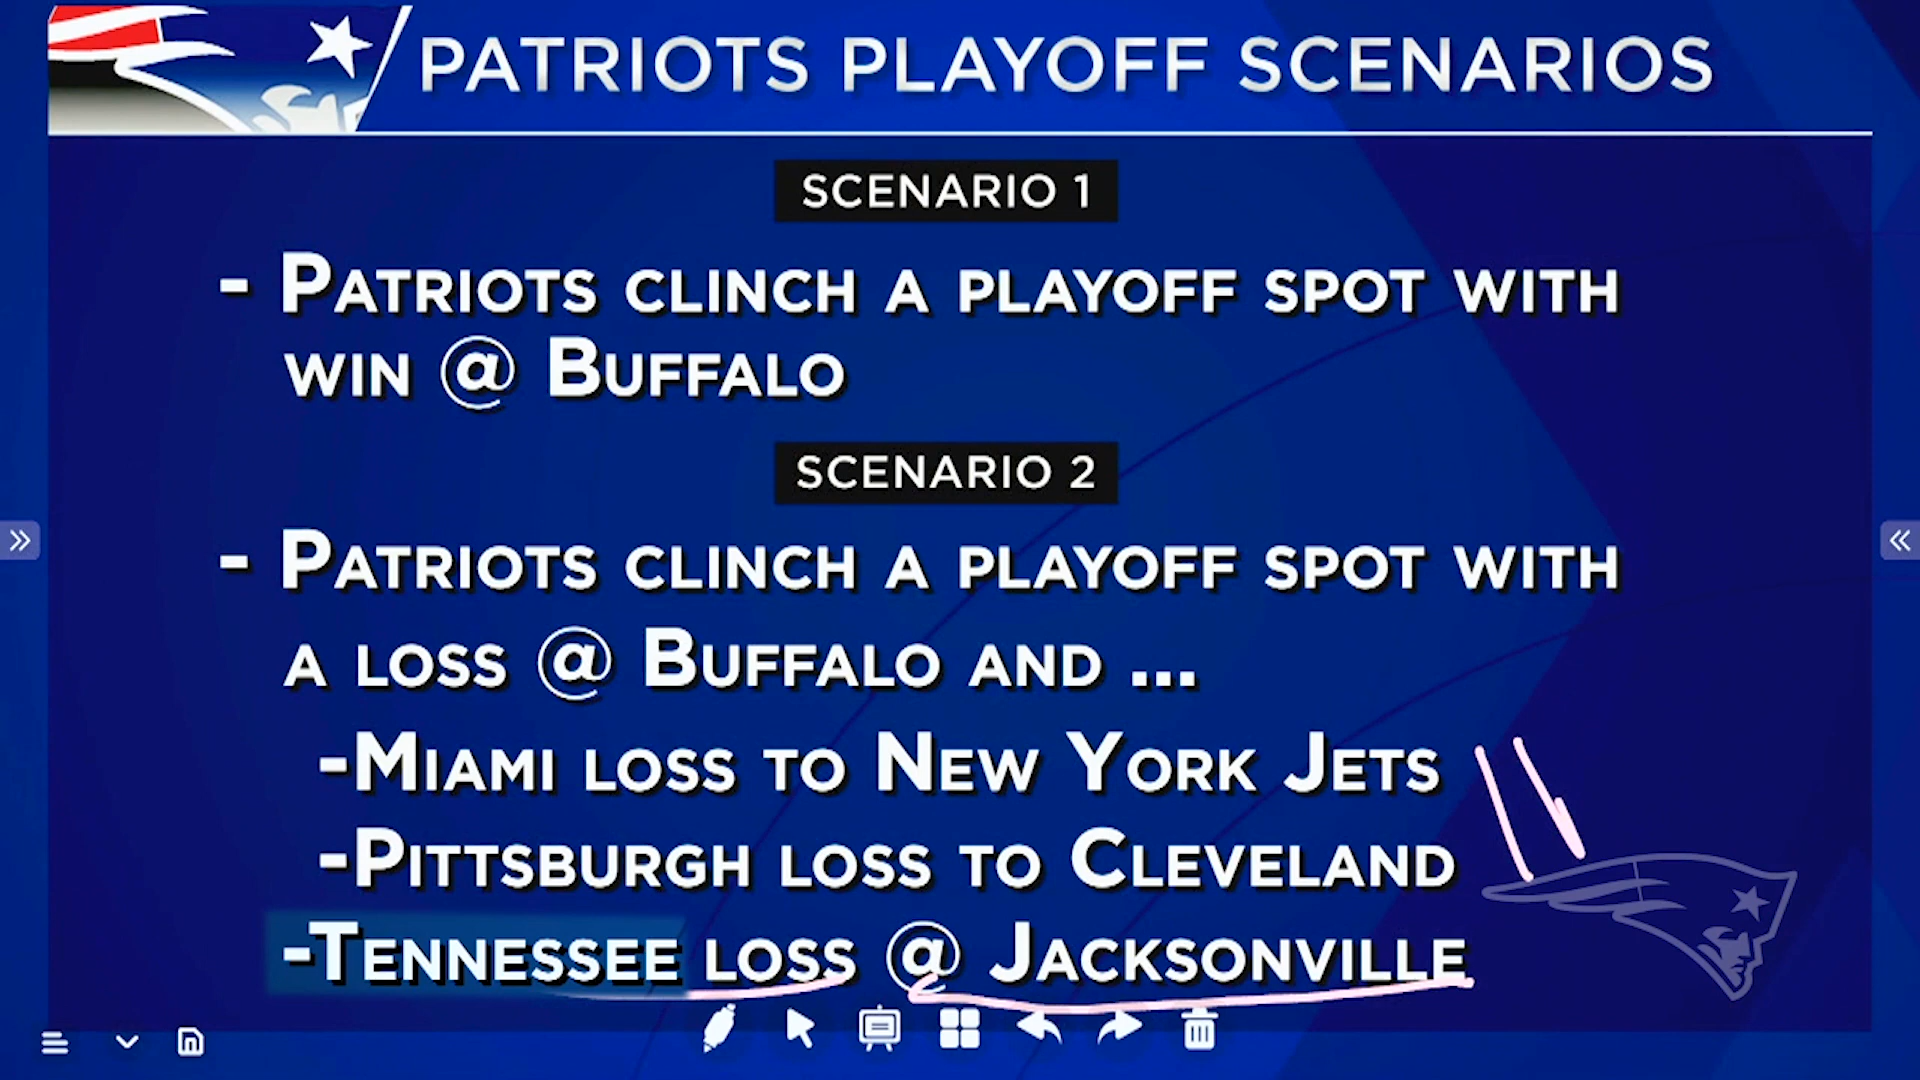 PATRIOTS PLAYOFF SCENARIOS
SCENARIO 1
- PATRIOTS CLINCH A PLAYOFF SPOT WITH
WIN @ BUFFALO
SCENARIO 2
- PATRIOTS CLINCH A PLAYOFF SPOT WITH
A LOSS @ BUFFALO AND ...
-MIAMI LOSS TO NEW YORK JETS
-PITTSBURGH LOSS TO CLEVELAND
-TENNESSEE LOSS @ JACKSONVILLE